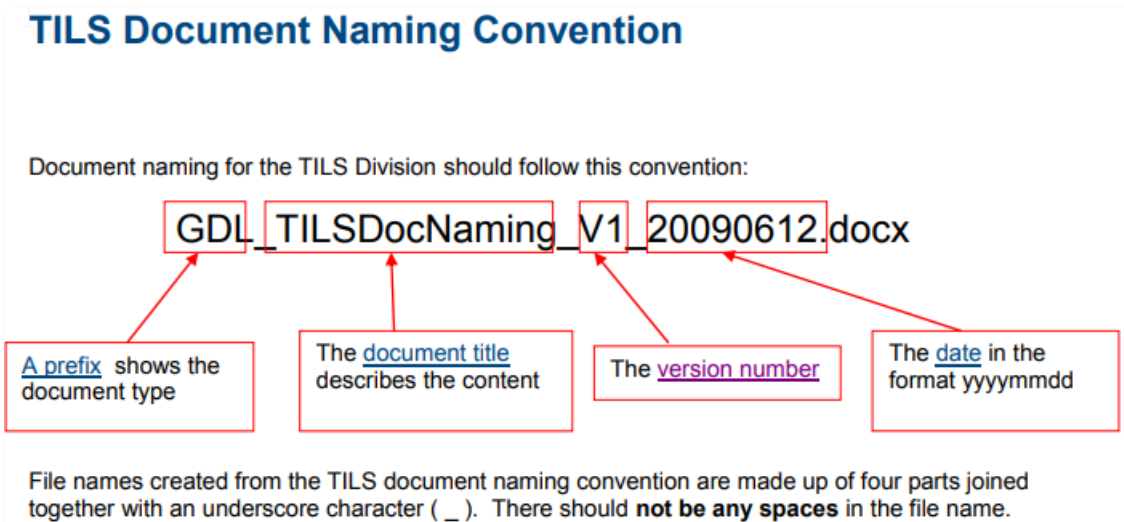 TILS Document Naming Convention
Document naming for the TILS Division should follow this convention:
GDL_TILSDocNaming_V1_20090612.docx
A prefix shows the
document type
The document title
describes the content
The version number
The date in the
format yyyymmdd
File names created from the TILS document naming convention are made up of four parts joined
together with an underscore character ( _ ). There should not be any spaces in the file name.